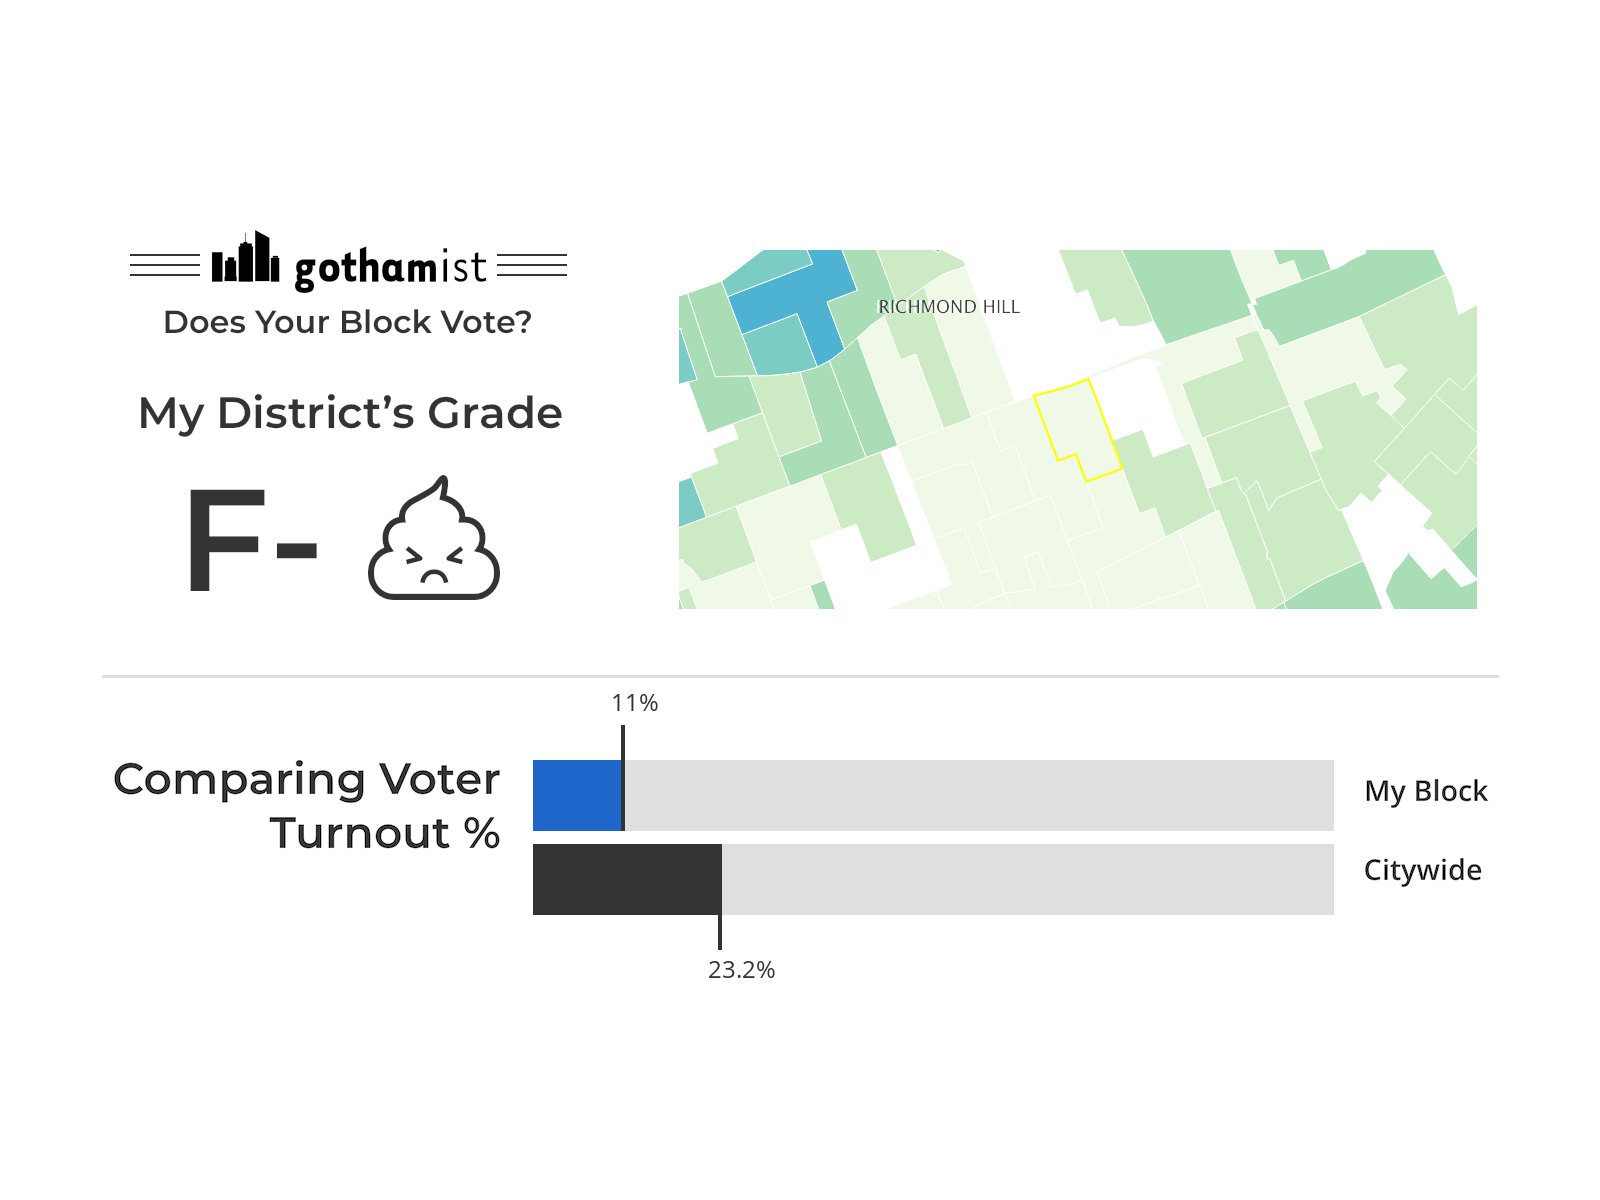 gothamist
Does Your Block Vote?
My District’s Grade
F-
RICHMOND HILL
Comparing Voter
Turnout %
11%
My Block
Citywide
23.2%